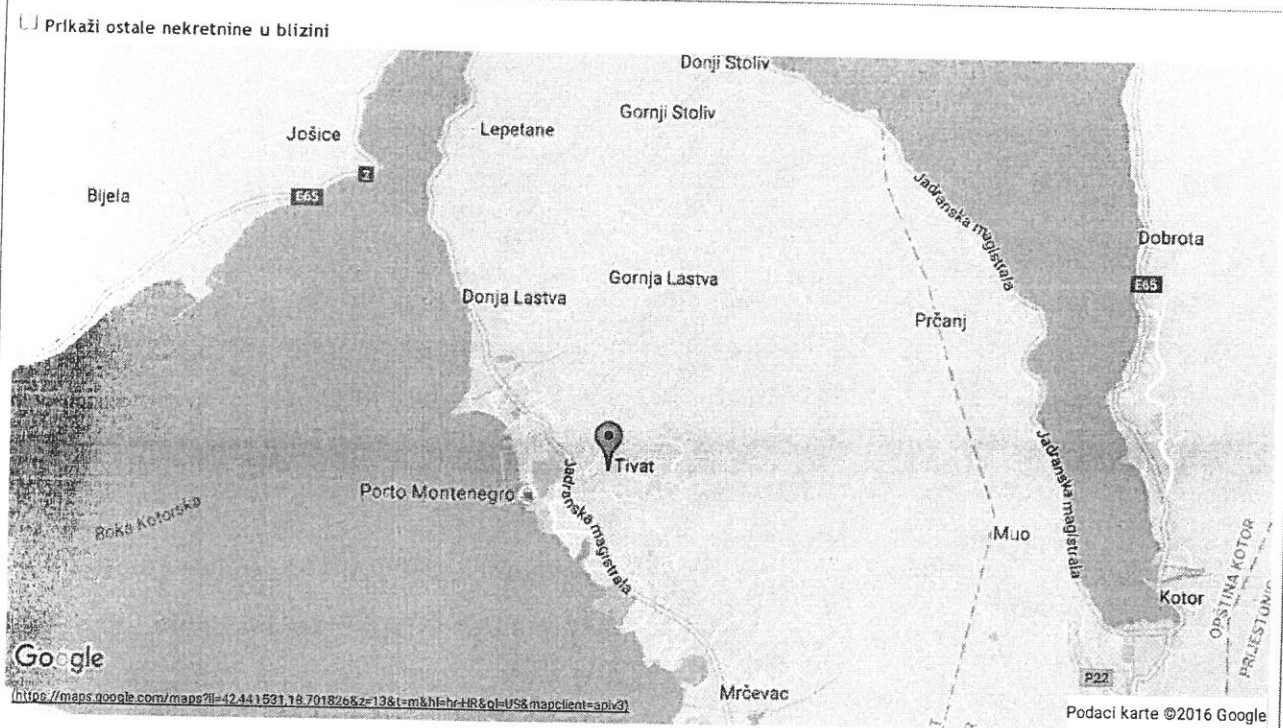 Prikaži ostale nekretnine u blizini
Donji Stoliv
Gornji Stoliv
Jošice
Lepetane
2
Bijela
E65
Jadranska magistrala
Dobrota
E65
Gornja Lastva
Donja Lastva
Prčanj
Tivat
Porto Montenegro
Jadranska magistrala
Jadranska magistrala
Boka Kotorska
Muo
Kotor
OPŠTINA KOTOR
PRIJESTONIC
Google
P22
Mrčevac
(https://maps.google.com/maps?ll=42.441531,18.701826&z=13&t=m&hl=hr-HR&gl=US&mapclient=apiv3)
Podaci karte ©2016 Google